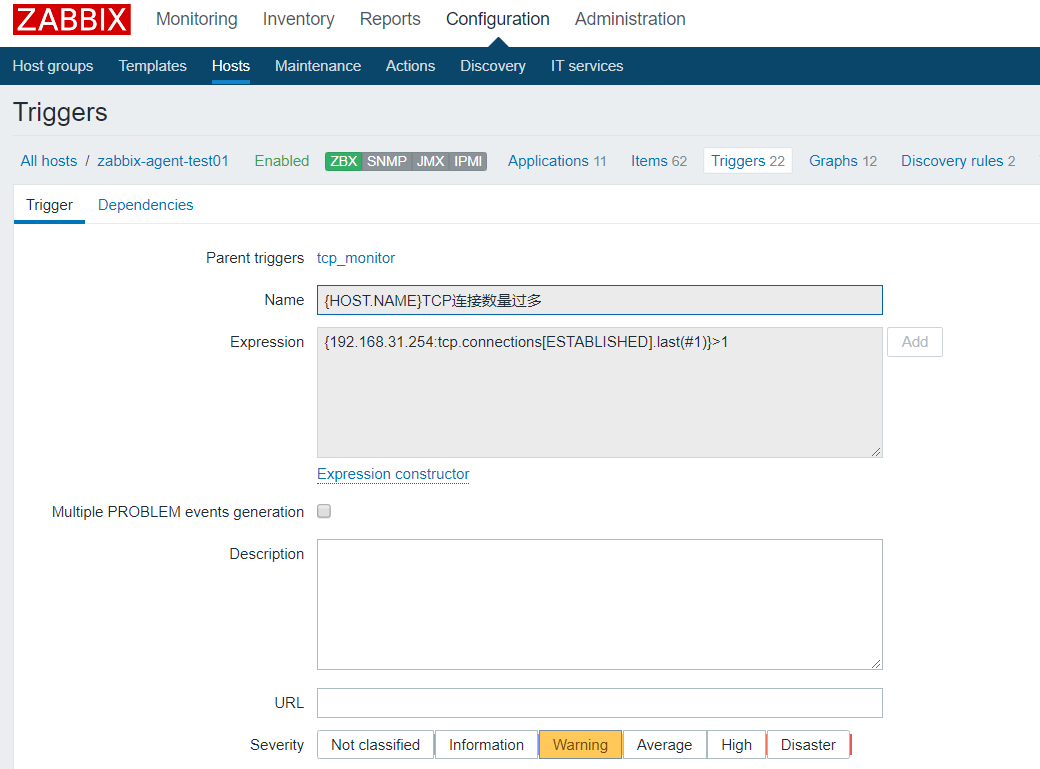 ZABBIX Monitoring Inventory Reports Configuration Administration
Host groups Templates Hosts Maintenance Actions Discovery IT services
Triggers
All hosts / zabbix-agent-test01 Enabled ZBX SNMP JMX IPMI Applications 11 Items 62 Triggers 22 Graphs 12 Discovery rules 2
Trigger Dependencies
Parent triggers tcp_monitor
Name {HOST.NAME}TCP连接数量过多
Expression {192.168.31.254:tcp.connections[ESTABLISHED].last(#1)}>1 Add
Expression constructor
Multiple PROBLEM events generation
Description
URL
Severity Not classified Information Warning Average High Disaster